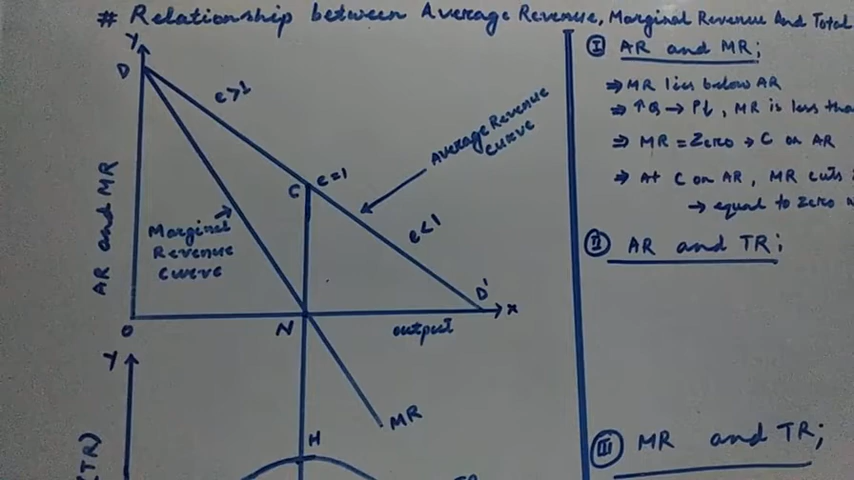 # Relationship between Average Revenue, Marginal Revenue And Total
Y
D
e>1
C
e=1
Average Revenue
Curve
e<1
AR and MR
Marginal
Revenue
Curve
D'
X
O
N
output
MR
Y
H
(TR)
I AR and MR;
⇒ MR lies below AR
⇒ ↑Q → P↓, MR is less tha
⇒ MR = Zero → C on AR
⇒ At C on AR, MR cuts
→ equal to zero
II AR and TR;
III MR and TR;